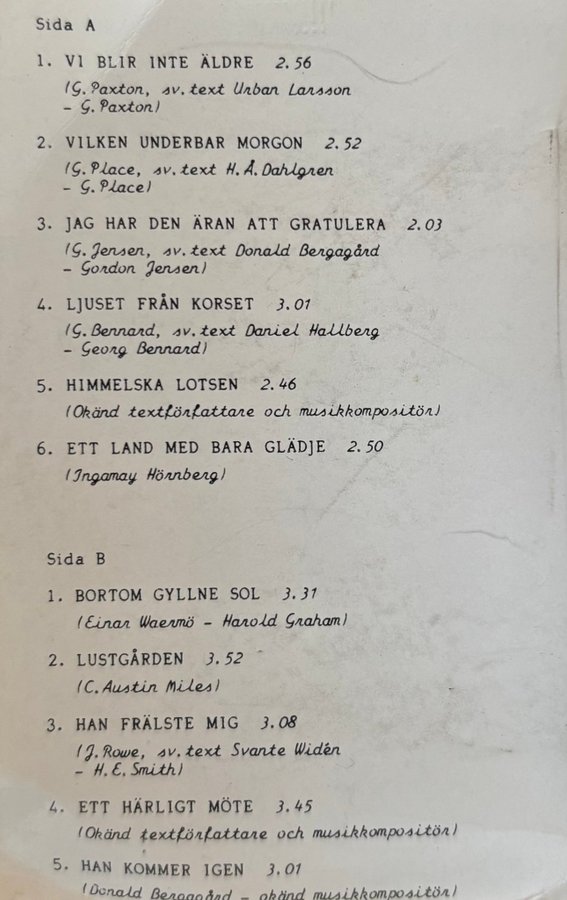 Sida A
1. VI BLIR INTE ÄLDRE 2.56
(G. Paxton, sv. text Urban Larsson
- G. Paxton)
2. VILKEN UNDERBAR MORGON 2.52
(G. Place, sv. text H. Å. Dahlgren
- G. Place)
3. JAG HAR DEN ÄRAN ATT GRATULERA 2.03
(G. Jensen, sv. text Donald Bergagård
- Gordon Jensen)
4. LJUSET FRÅN KORSET 3.01
(G. Bennard, sv. text Daniel Hallberg
- Georg Bennard)
5. HIMMELSKA LOTSEN 2.46
(Okänd textförfattare och musikkompositör)
6. ETT LAND MED BARA GLÄDJE 2.50
(Ingamay Hörnberg)
Sida B
1. BORTOM GYLLNE SOL 3.31
(Einar Waermö - Harold Graham)
2. LUSTGÅRDEN 3.52
(C. Austin Miles)
3. HAN FRÄLSTE MIG 3.08
(J. Rowe, sv. text Svante Widén
- H. E. Smith)
4. ETT HÄRLIGT MÖTE 3.45
(Okänd textförfattare och musikkompositör)
5. HAN KOMMER IGEN 3.01
(Donald Bergagård - okänd musikkompositör)